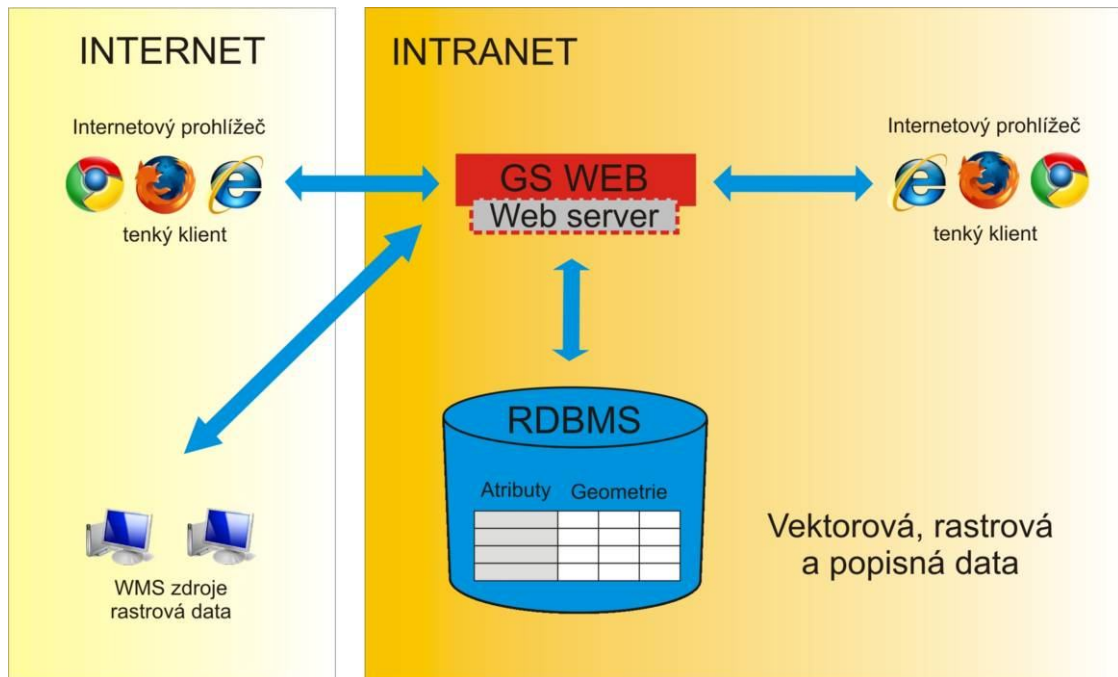 INTERNET
Internetový prohlížeč
tenký klient
WMS zdroje
rastrová data
INTRANET
GS WEB
Web server
Internetový prohlížeč
tenký klient
RDBMS
Atributy Geometrie
Vektorová, rastrová
a popisná data